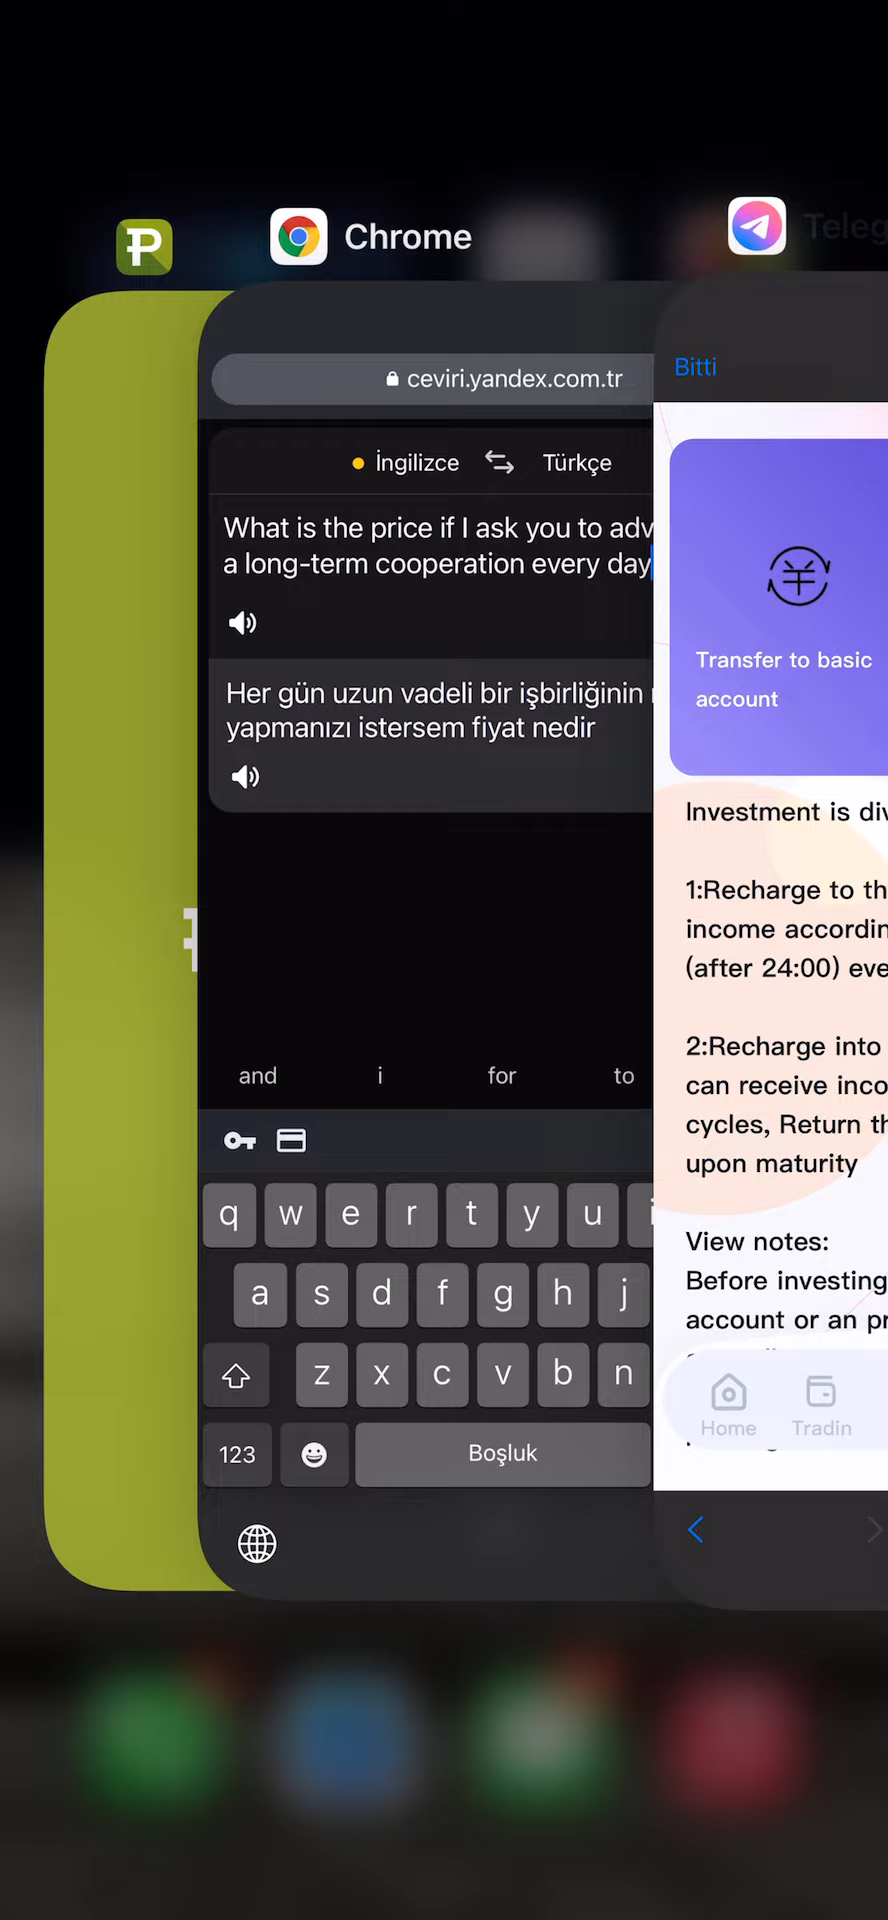 Chrome
Teleg
ceviri.yandex.com.tr
İngilizce
Türkçe
What is the price if I ask you to adv
a long-term cooperation every day
Her gün uzun vadeli bir işbirliğinin
yapmanızı istersem fiyat nedir
and i for to
q w e r t y u i
a s d f g h j
z x c v b n
123 Boşluk
Bitti
Transfer to basic
account
Investment is div
1:Recharge to th
income accordin
(after 24:00) eve
2:Recharge into
can receive inco
cycles, Return th
upon maturity
View notes:
Before investing
account or an pr
Home Tradin